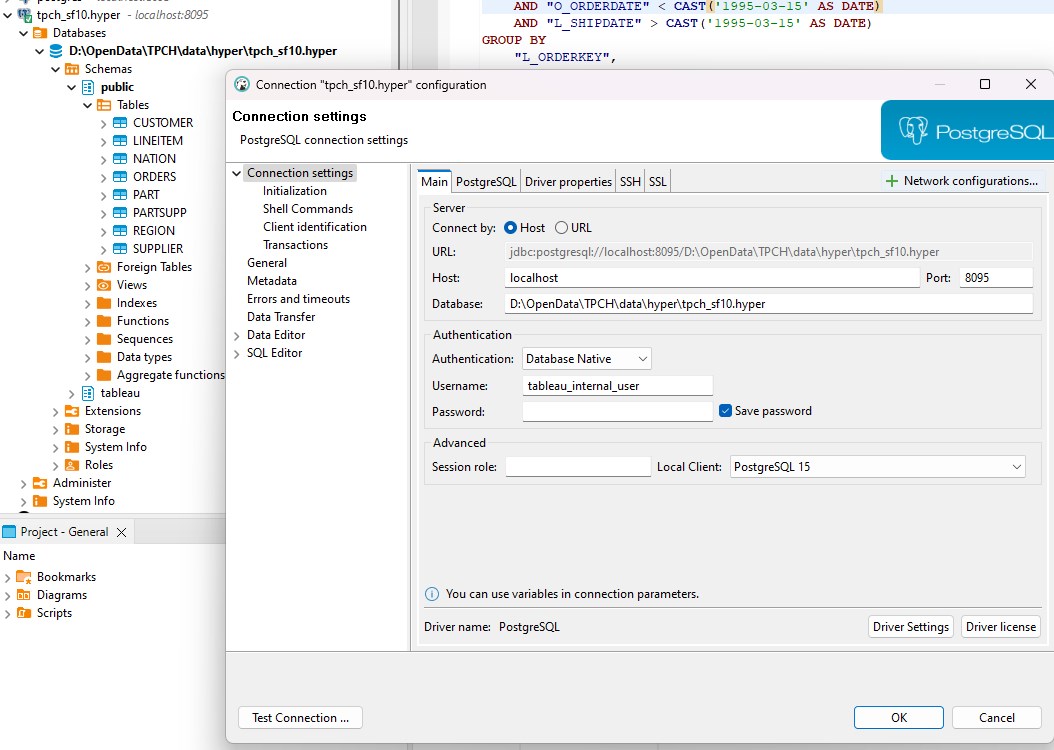 tpch_sf10.hyper - localhost:8095
Databases
D:\OpenData\TPCH\data\hyper\tpch_sf10.hyper
Schemas
public
Tables
CUSTOMER
LINEITEM
NATION
ORDERS
PART
PARTSUPP
REGION
SUPPLIER
Foreign Tables
Views
Indexes
Functions
Sequences
Data types
Aggregate functions
tableau
Extensions
Storage
System Info
Roles
Administer
System Info
Project - General
Name
Bookmarks
Diagrams
Scripts
AND "O_ORDERDATE" < CAST('1995-03-15' AS DATE)
AND "L_SHIPDATE" > CAST('1995-03-15' AS DATE)
GROUP BY
"L_ORDERKEY",
Connection "tpch_sf10.hyper" configuration
Connection settings
PostgreSQL connection settings
PostgreSQL
Connection settings
Initialization
Shell Commands
Client identification
Transactions
General
Metadata
Errors and timeouts
Data Transfer
Data Editor
SQL Editor
Main PostgreSQL Driver properties SSH SSL
Network configurations...
Server
Connect by: Host URL
URL: jdbc:postgresql://localhost:8095/D:\OpenData\TPCH\data\hyper\tpch_sf10.hyper
Host: localhost Port: 8095
Database: D:\OpenData\TPCH\data\hyper\tpch_sf10.hyper
Authentication
Authentication: Database Native
Username: tableau_internal_user
Password: Save password
Advanced
Session role: Local Client: PostgreSQL 15
You can use variables in connection parameters.
Driver name: PostgreSQL Driver Settings Driver license
Test Connection ... OK Cancel